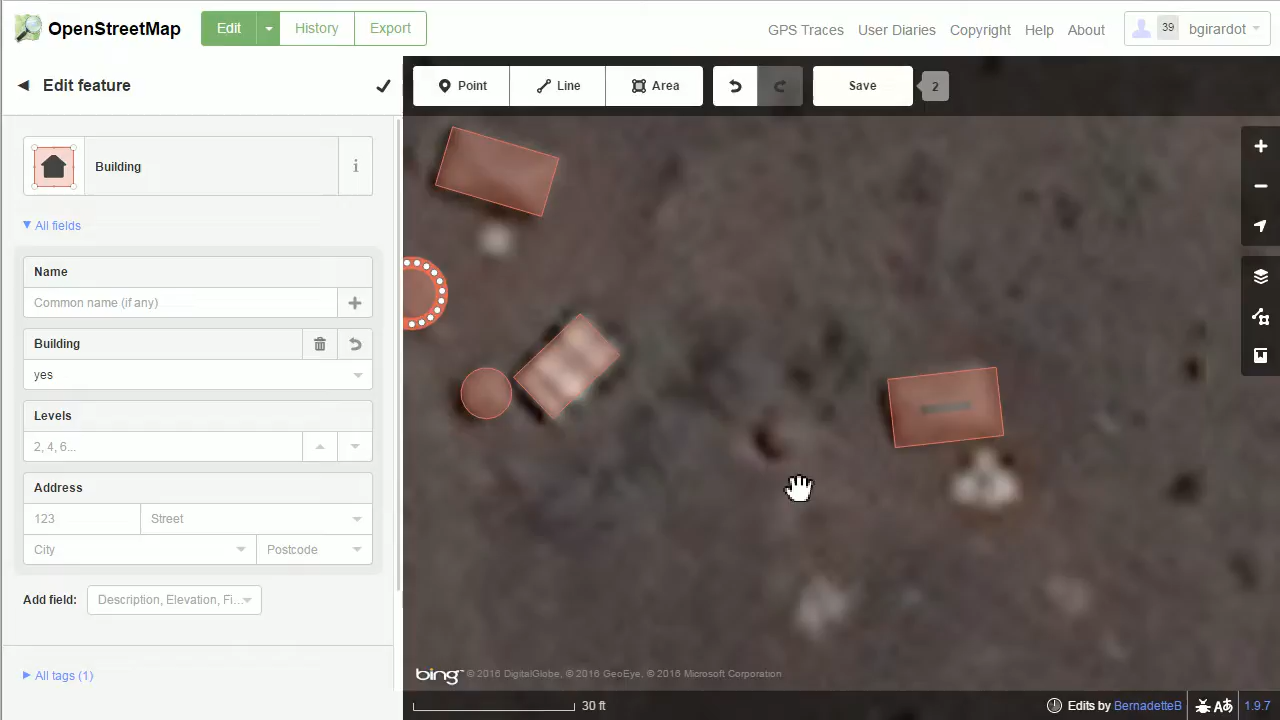 OpenStreetMap
Edit
History
Export
GPS Traces
User Diaries
Copyright
Help
About
39
bgirardot
Edit feature
Point
Line
Area
Save
2
Building
i
All fields
Name
Common name (if any)
Building
yes
Levels
2, 4, 6...
Address
123
Street
City
Postcode
Add field:
Description, Elevation, Fi...
All tags (1)
bing
© 2016 DigitalGlobe, © 2016 GeoEye, © 2016 Microsoft Corporation
30 ft
Edits by BernadetteB
1.9.7